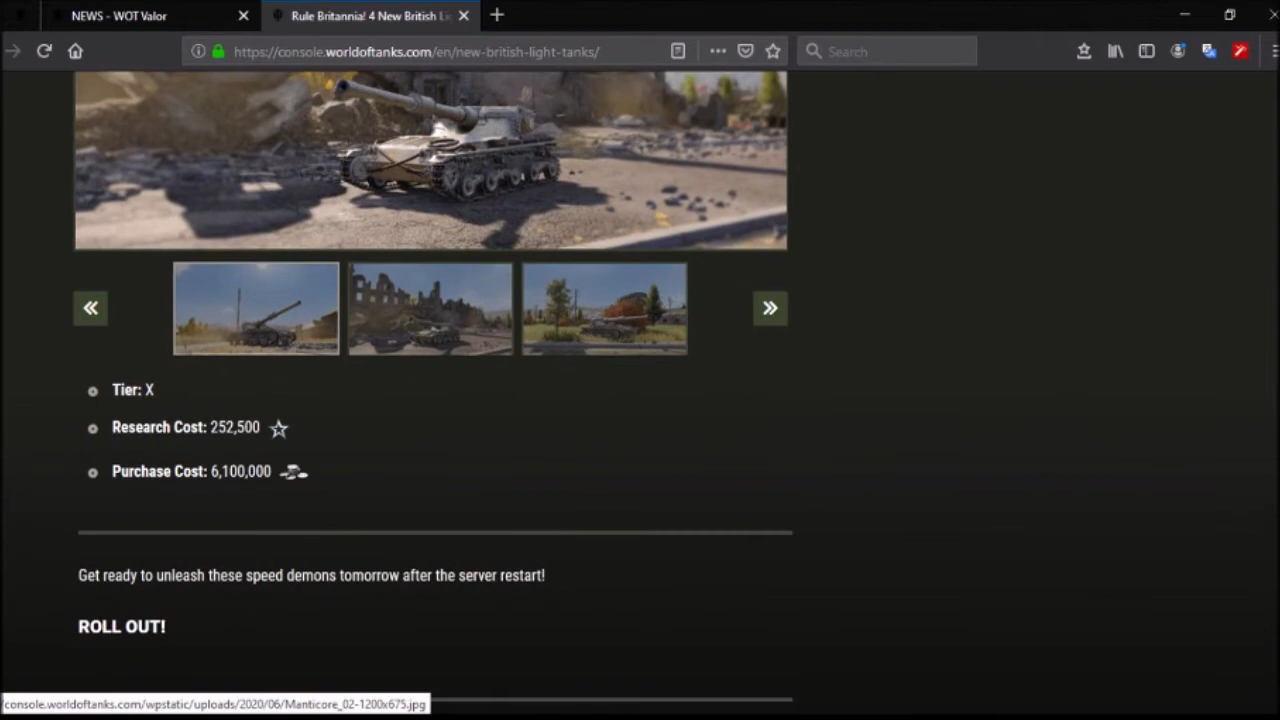 NEWS - WOT Valor
Rule Britannia! 4 New British Li
https://console.worldoftanks.com/en/new-british-light-tanks/
Search
Tier: X
Research Cost: 252,500
Purchase Cost: 6,100,000
Get ready to unleash these speed demons tomorrow after the server restart!
ROLL OUT!
console.worldoftanks.com/wpstatic/uploads/2020/06/Manticore_02-1200x675.jpg